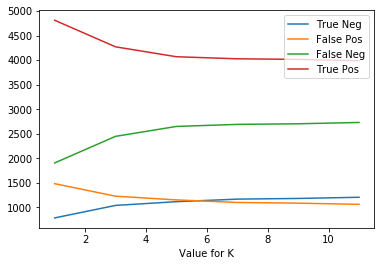 5000
4500
4000
3500
3000
2500
2000
1500
1000
True Neg
False Pos
False Neg
True Pos
2 4 6 8 10
Value for K